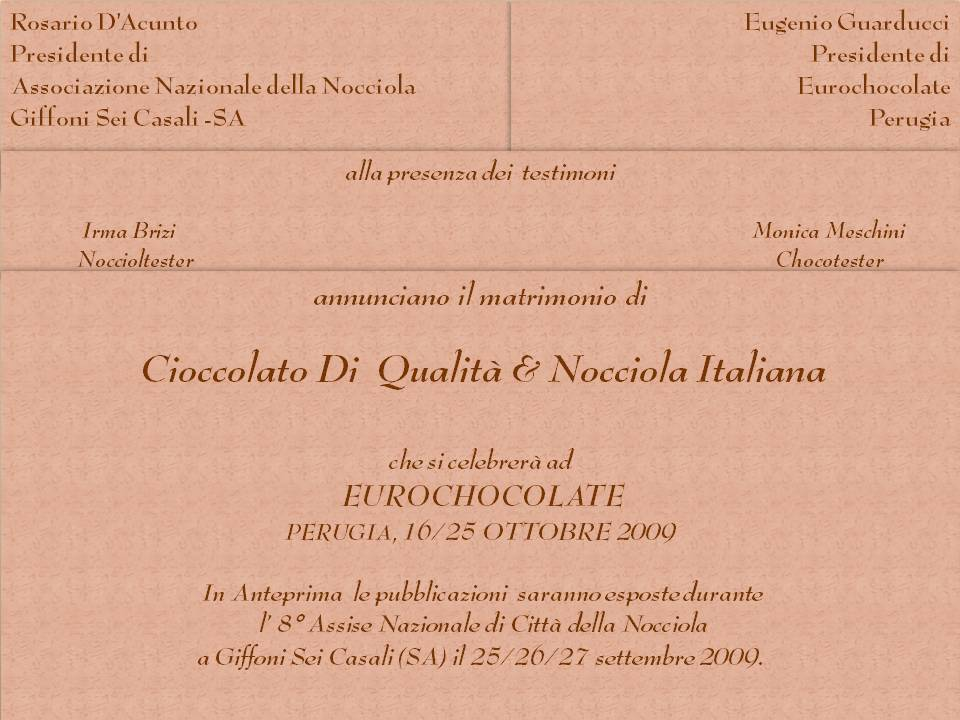 Rosario D'Acunto
Presidente di
Associazione Nazionale della Nocciola
Giffoni Sei Casali -SA
Eugenio Guarducci
Presidente di
Eurochocolate
Perugia
alla presenza dei testimoni
Irma Brizi
Noccioltester
Monica Meschini
Chocotester
annunciano il matrimonio di
Cioccolato Di Qualità & Nocciola Italiana
che si celebrerà ad
EUROCHOCOLATE
PERUGIA, 16/25 OTTOBRE 2009
In Anteprima le pubblicazioni saranno esposte durante
l' 8° Assise Nazionale di Città della Nocciola
a Giffoni Sei Casali (SA) il 25/26/27 settembre 2009.